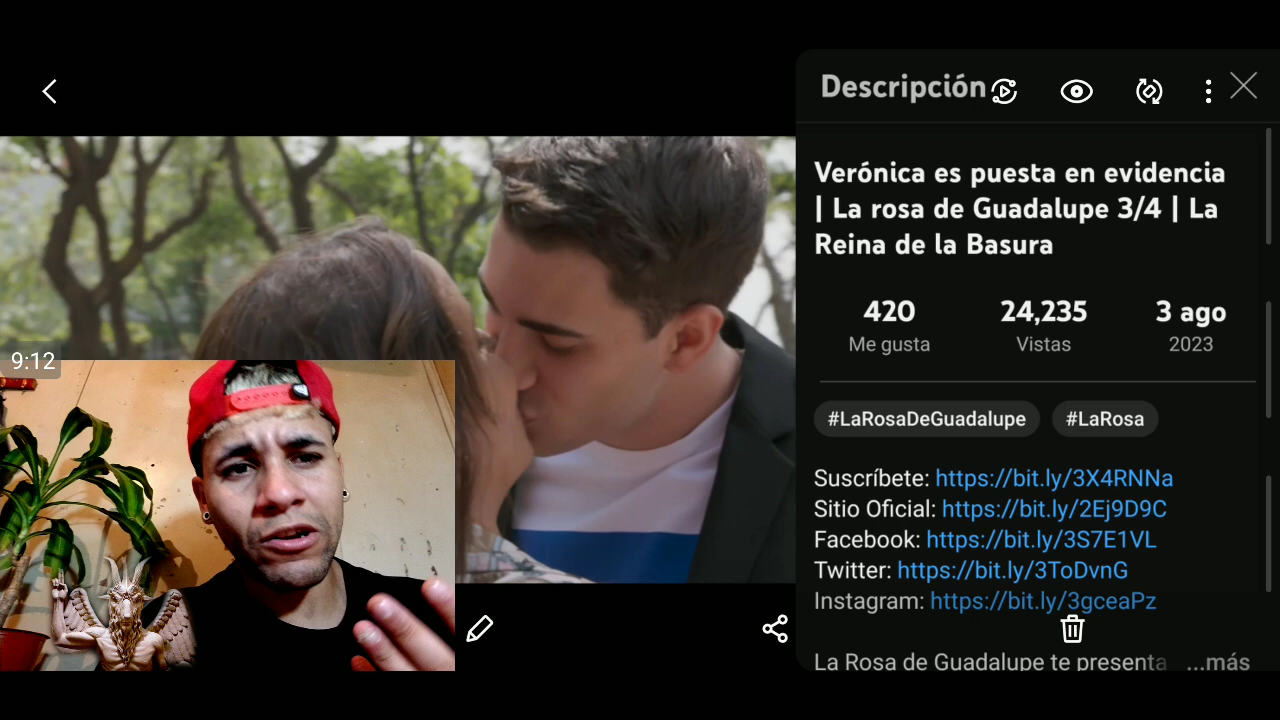 Descripción
Verónica es puesta en evidencia
| La rosa de Guadalupe 3/4 | La
Reina de la Basura
420
24,235
3 ago
Me gusta
Vistas
2023
#LaRosaDeGuadalupe
#LaRosa
Suscríbete: https://bit.ly/3X4RNNa
Sitio Oficial: https://bit.ly/2Ej9D9C
Facebook: https://bit.ly/3S7E1VL
Twitter: https://bit.ly/3ToDvnG
Instagram: https://bit.ly/3gceaPz
La Rosa de Guadalupe te presenta ...más
9:12